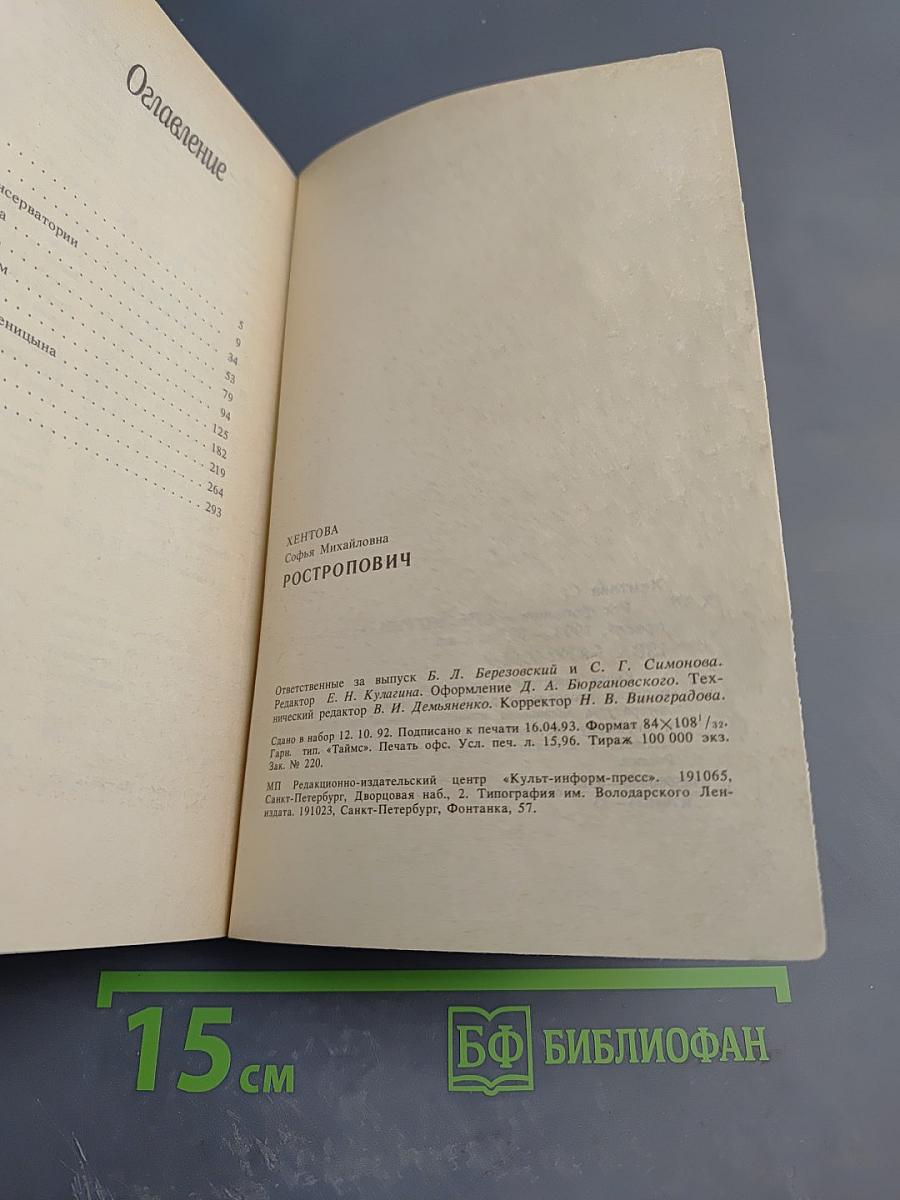 Оглавление
5
9
34
53
79
94
125
182
219
264
293
ХЕНТОВА
Софья Михайловна
РОСТРОПОВИЧ
Ответственные за выпуск Б. Л. Березовский и С. Г. Симонова.
Редактор Е. Н. Кулагина. Оформление Д. А. Бюргановского. Тех-
нический редактор В. И. Демьяненко. Корректор Н. В. Виноградова.
Сдано в набор 12. 10. 92. Подписано к печати 16.04.93. Формат 84×108¹/32.
Гарн. тип. «Таймс». Печать офс. Усл. печ. л. 15,96. Тираж 100 000 экз.
Зак. № 220.
МП Редакционно-издательский центр «Культ-информ-пресс». 191065,
Санкт-Петербург, Дворцовая наб., 2. Типография им. Володарского Лен-
издата. 191023, Санкт-Петербург, Фонтанка, 57.
15 см
БФ БИБЛИОФАН